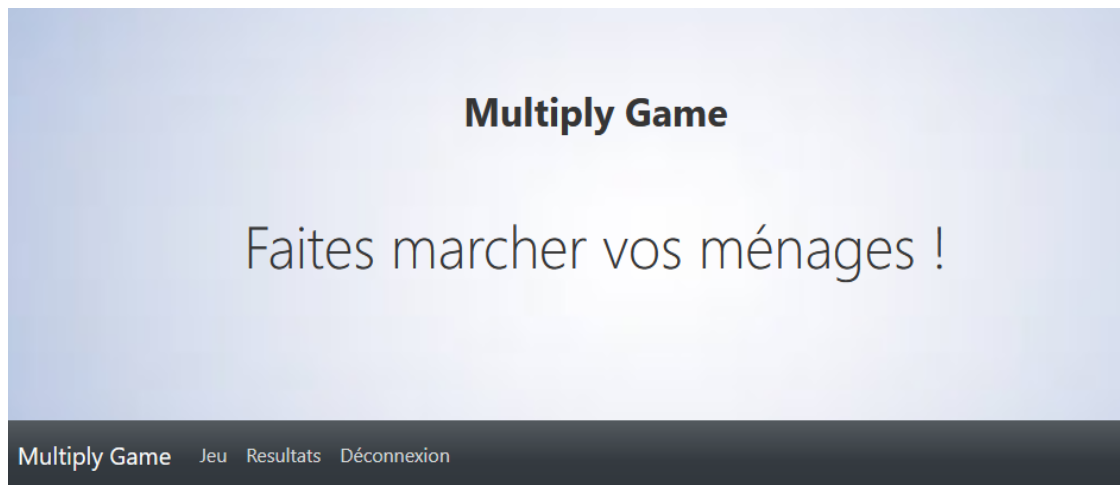 Multiply Game
Faites marcher vos ménages !
Multiply Game Jeu Resultats Déconnexion